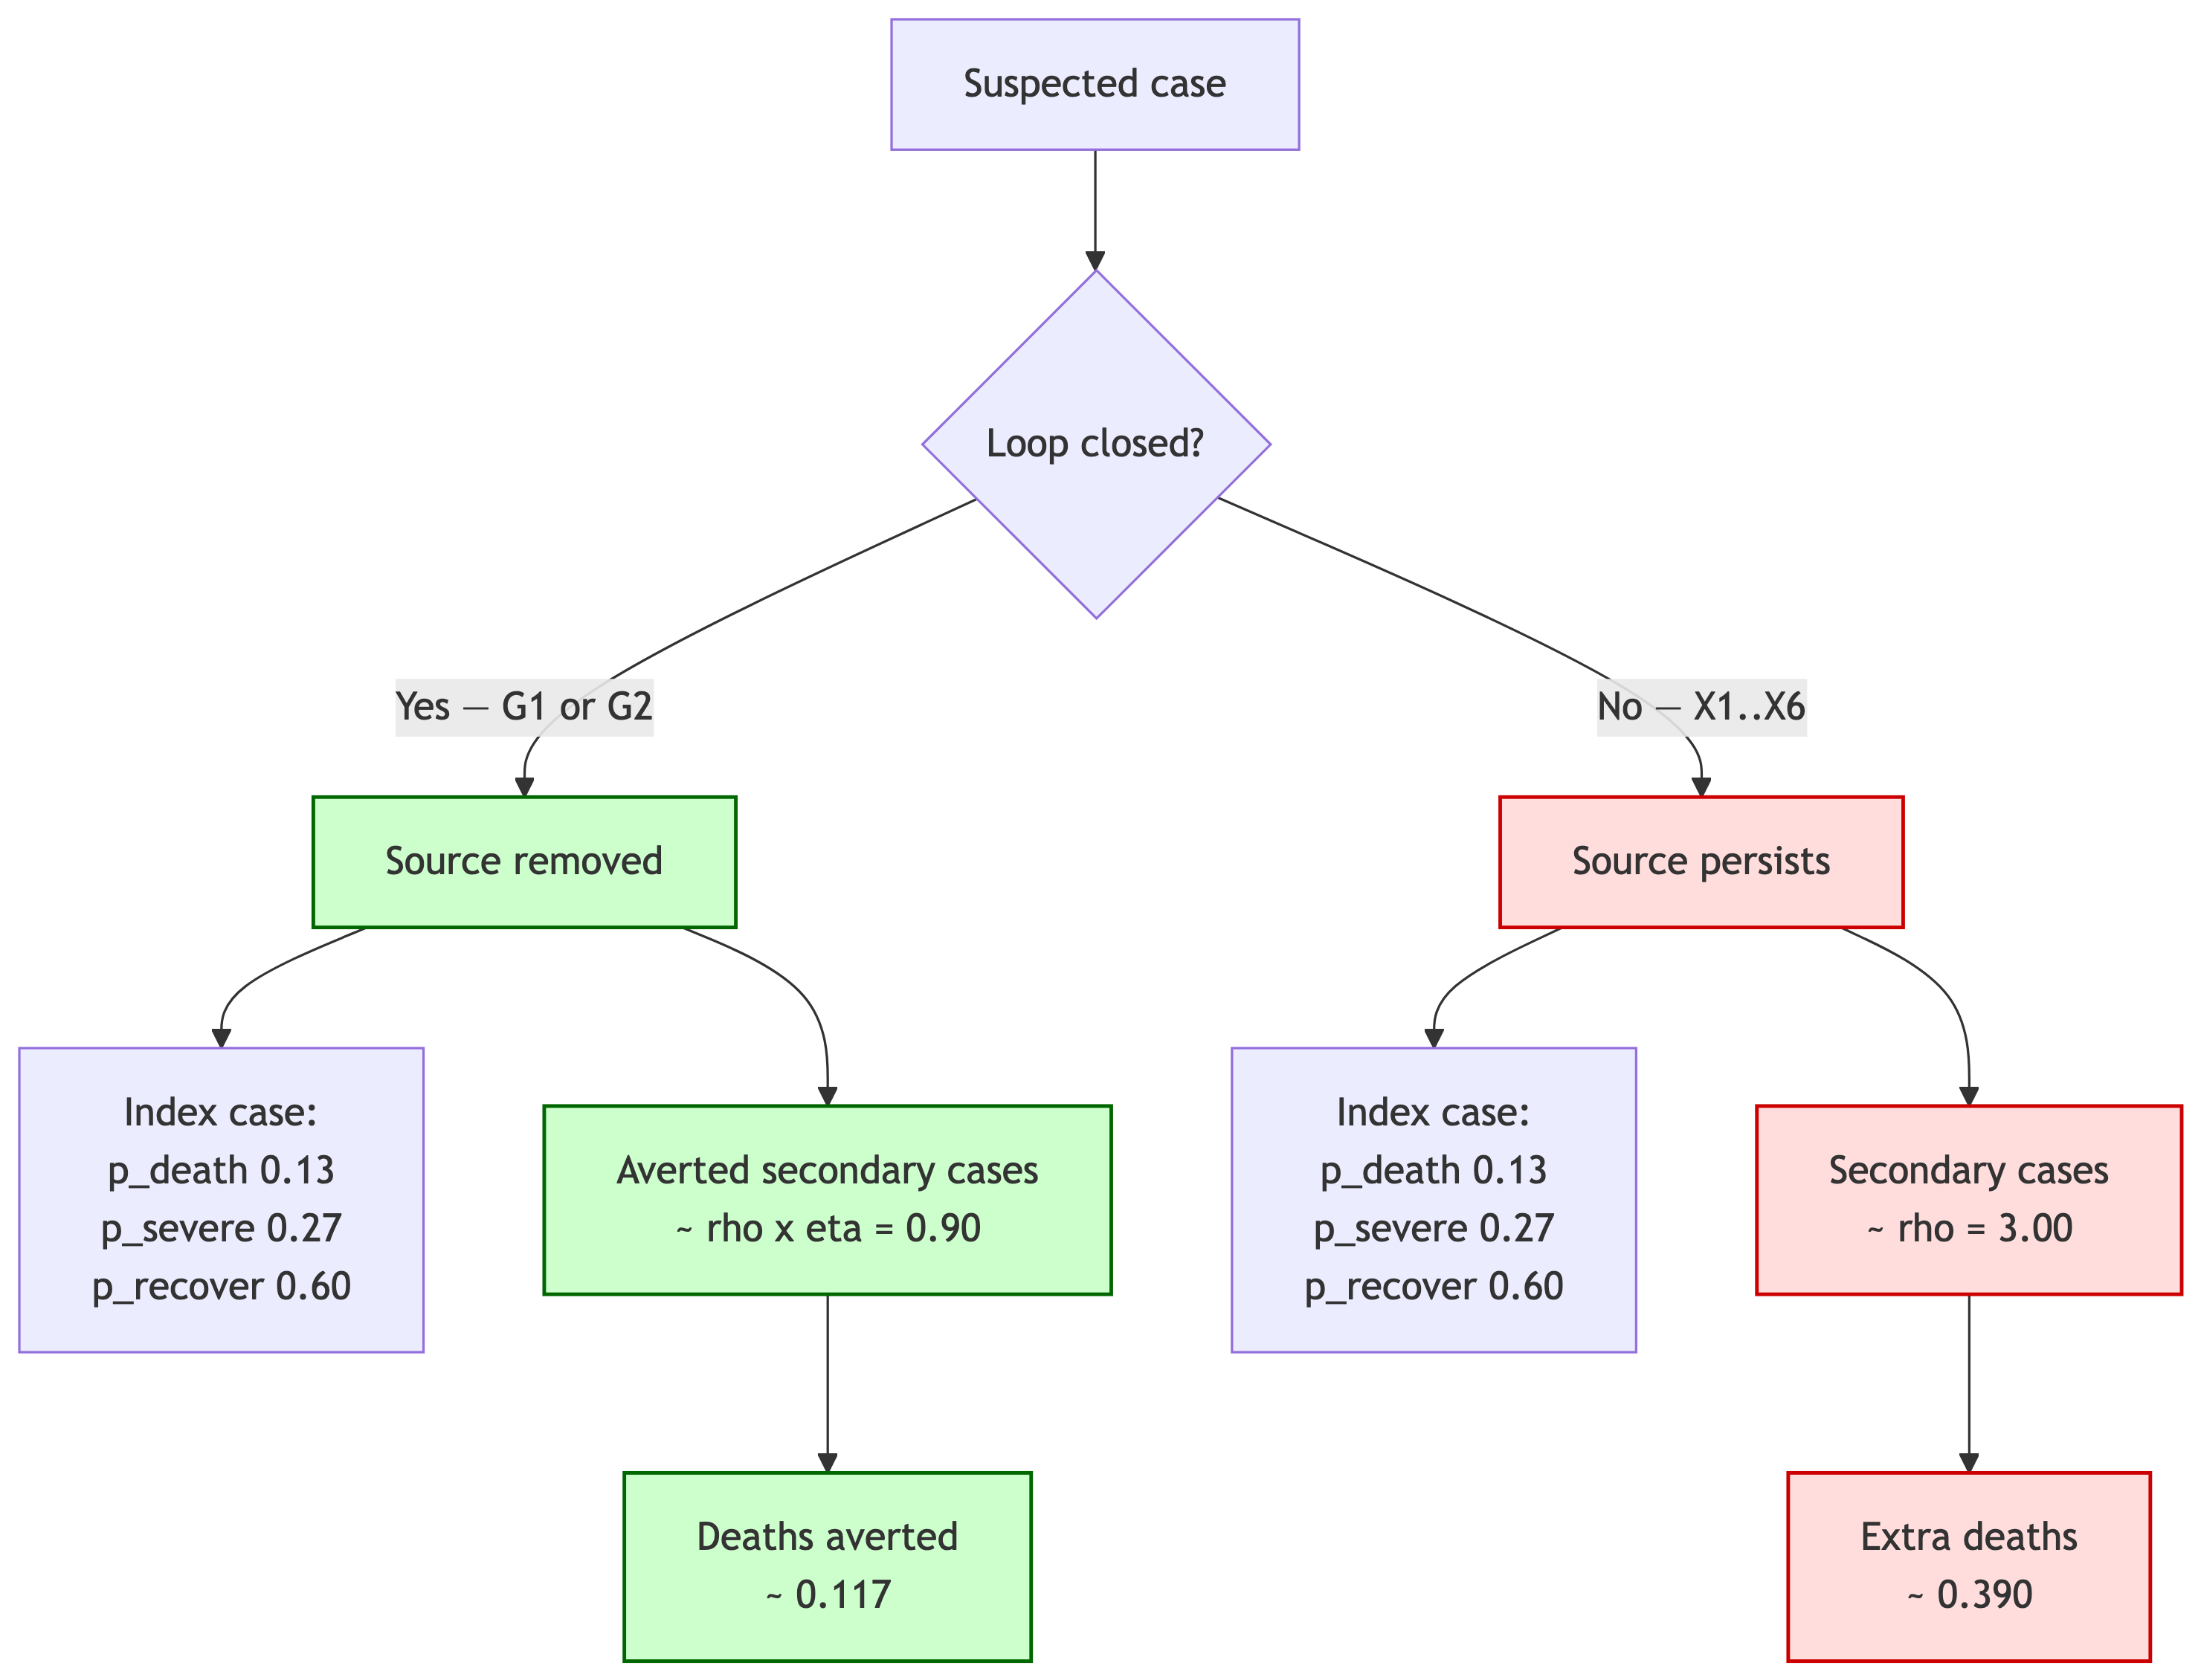 Suspected case
Loop closed?
Yes — G1 or G2
No — X1..X6
Source removed
Source persists
Index case:
p_death 0.13
p_severe 0.27
p_recover 0.60
Averted secondary cases
~ rho x eta = 0.90
Index case:
p_death 0.13
p_severe 0.27
p_recover 0.60
Secondary cases
~ rho = 3.00
Deaths averted
~ 0.117
Extra deaths
~ 0.390